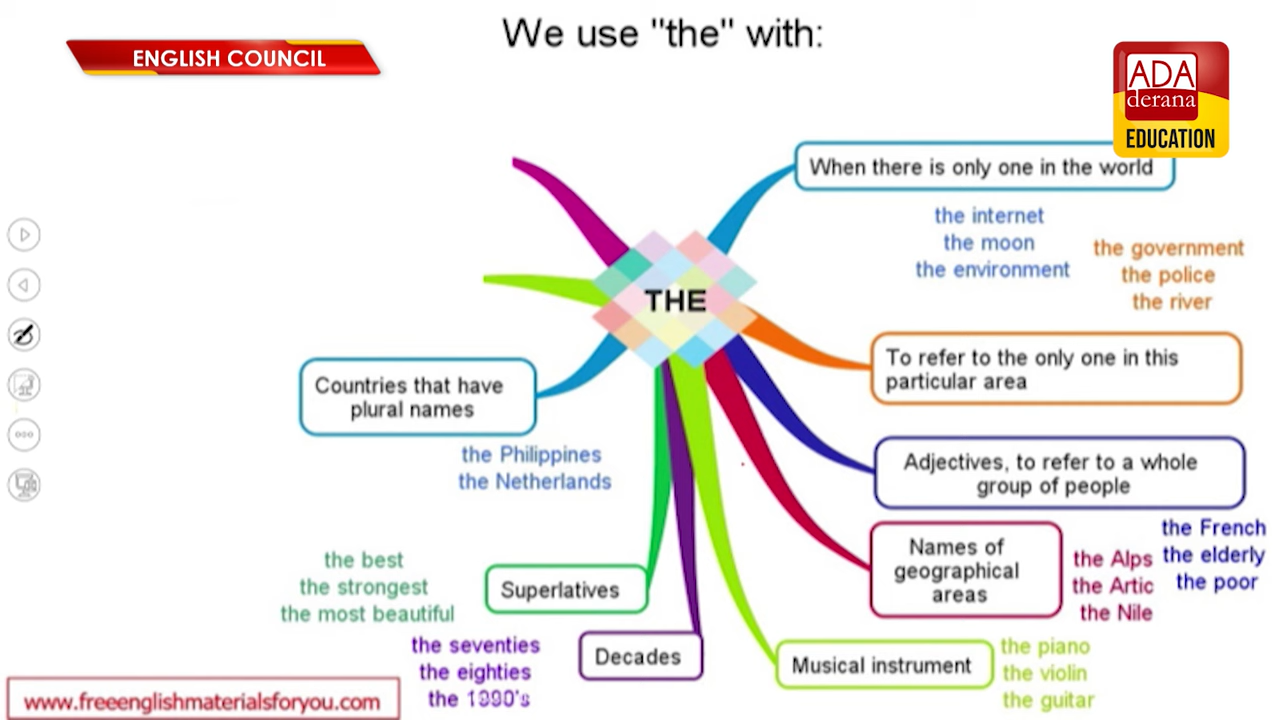 We use "the" with:
ENGLISH COUNCIL
ADA
derana
EDUCATION
When there is only one in the world
the internet
the moon
the environment
the government
the police
the river
THE
To refer to the only one in this
particular area
Countries that have
plural names
the Philippines
the Netherlands
Adjectives, to refer to a whole
group of people
the French
the elderly
the poor
Names of
geographical
areas
the Alps
the Artic
the Nile
the best
the strongest
the most beautiful
Superlatives
the seventies
the eighties
the 1990's
Decades
Musical instrument
the piano
the violin
the guitar
www.freeenglishmaterialsforyou.com